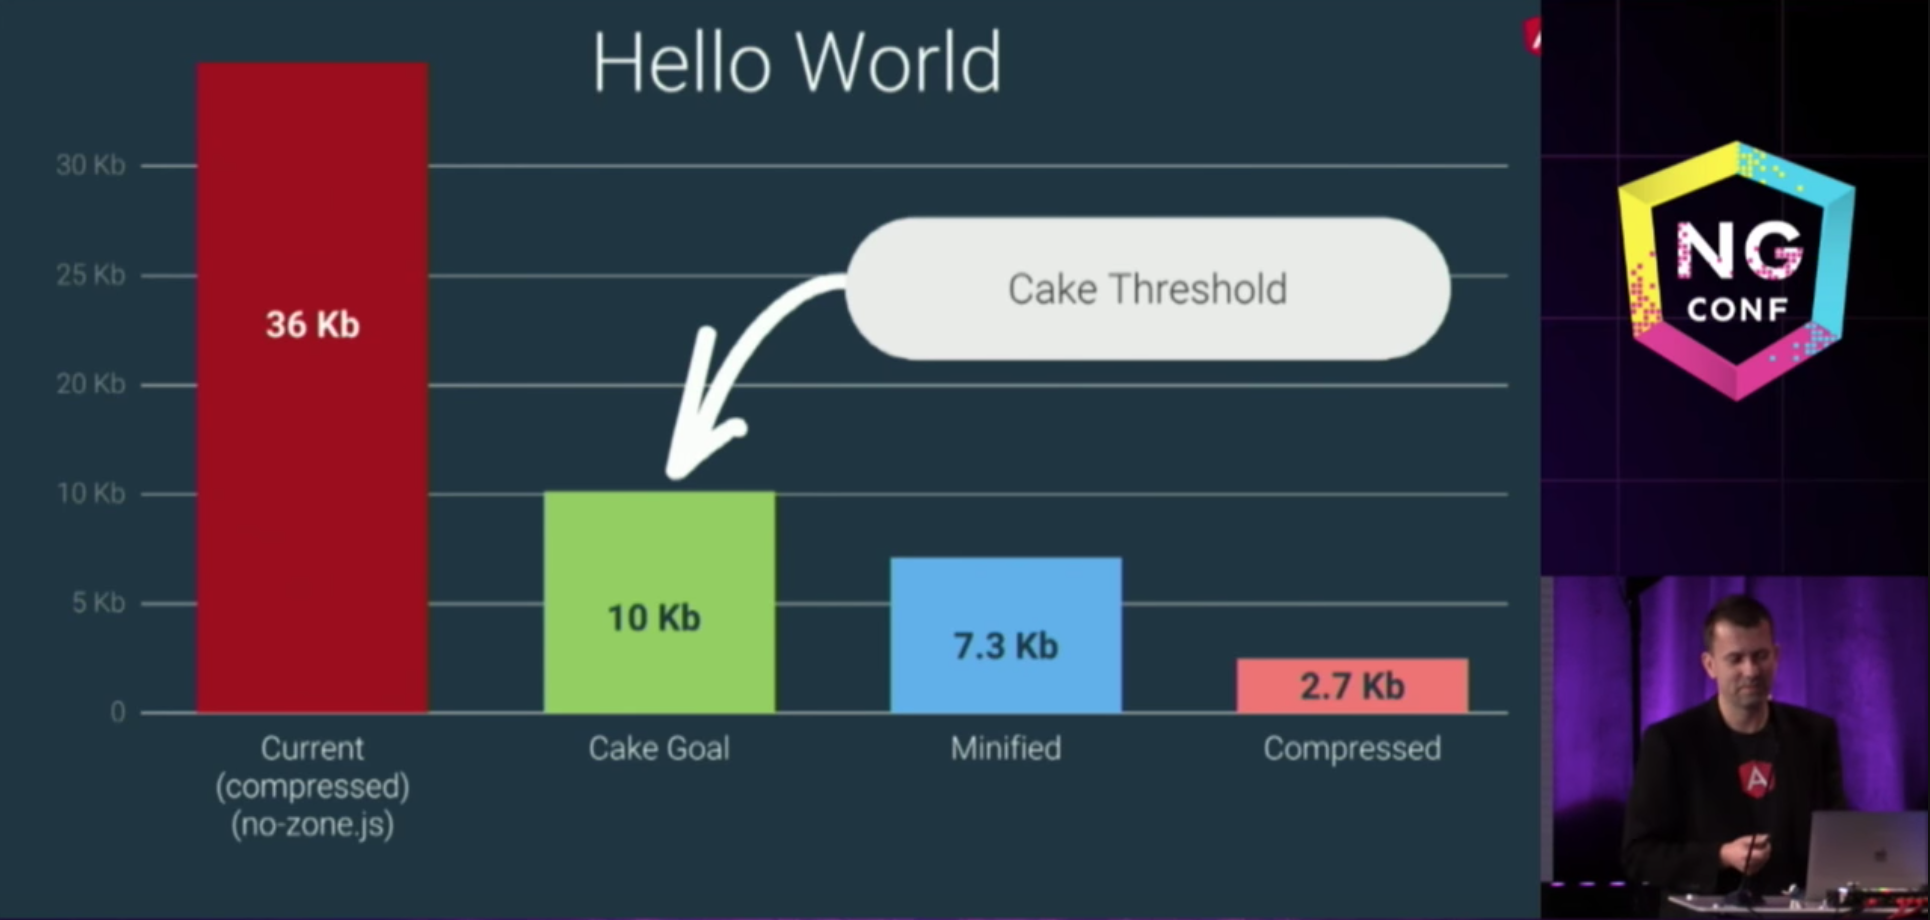 Hello World
30 Kb
25 Kb
20 Kb
10 Kb
5 Kb
0
36 Kb
Cake Threshold
10 Kb
7.3 Kb
2.7 Kb
Current
(compressed)
(no-zone.js)
Cake Goal
Minified
Compressed
NG
CONF
A